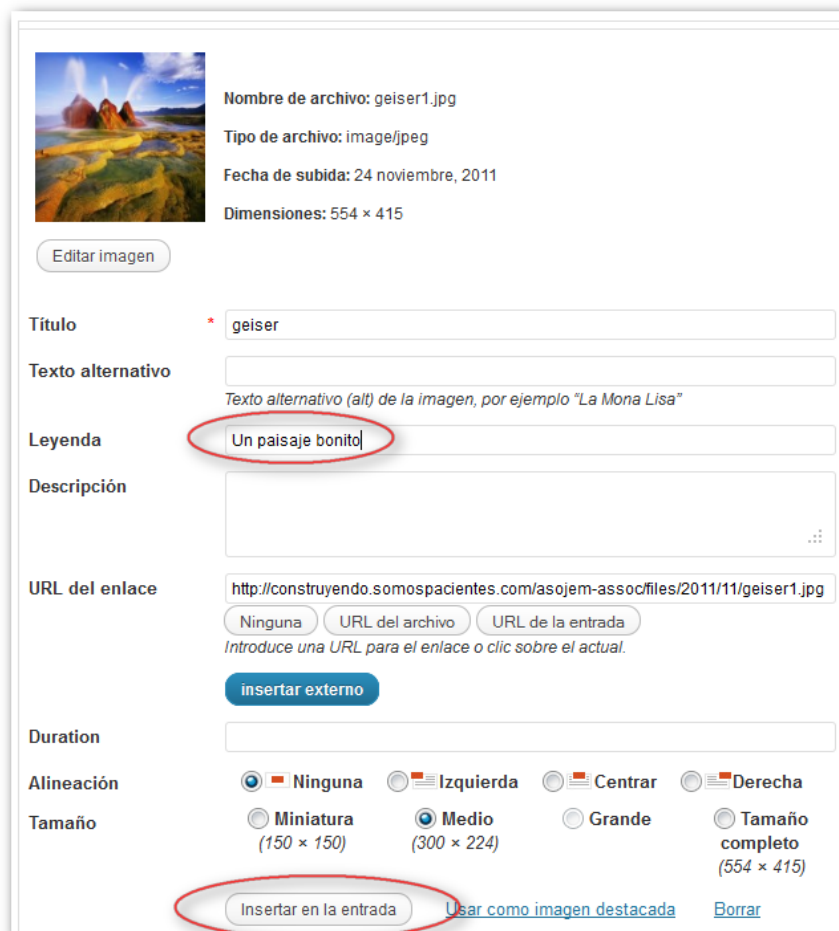 Nombre de archivo: geiser1.jpg
Tipo de archivo: image/jpeg
Fecha de subida: 24 noviembre, 2011
Dimensiones: 554 × 415
Editar imagen
Título * geiser
Texto alternativo
Texto alternativo (alt) de la imagen, por ejemplo “La Mona Lisa”
Leyenda Un paisaje bonito
Descripción
URL del enlace http://construyendo.somospacientes.com/asojem-assoc/files/2011/11/geiser1.jpg
Ninguna URL del archivo URL de la entrada
Introduce una URL para el enlace o clic sobre el actual.
insertar externo
Duration
Alineación Ninguna Izquierda Centrar Derecha
Tamaño Miniatura Medio Grande Tamaño
(150 × 150) (300 × 224) completo
(554 × 415)
Insertar en la entrada Usar como imagen destacada Borrar